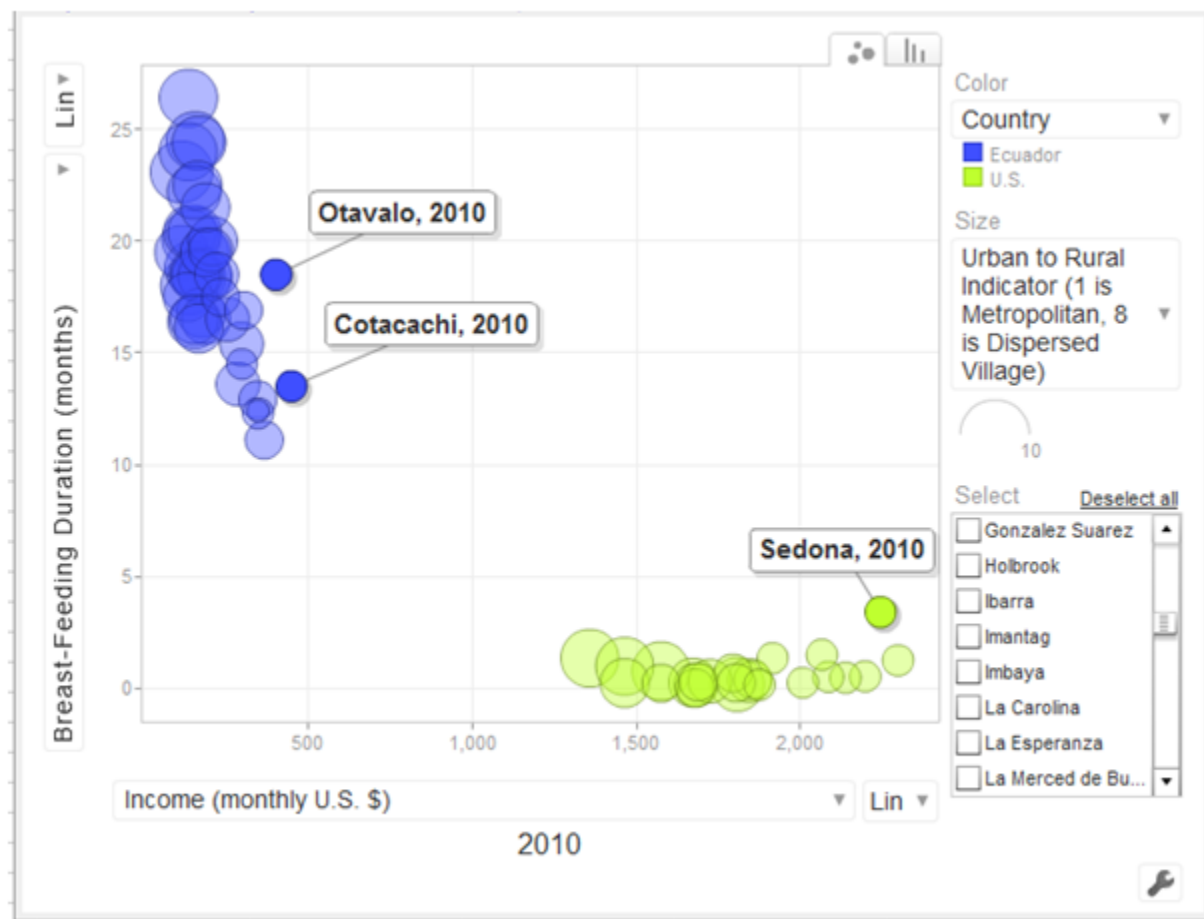 Lin
Breast-Feeding Duration (months)
25
20
15
10
5
0
500
1,000
1,500
2,000
Otavalo, 2010
Cotacachi, 2010
Sedona, 2010
Income (monthly U.S. $)
Lin
2010
Color
Country
Ecuador
U.S.
Size
Urban to Rural
Indicator (1 is
Metropolitan, 8
is Dispersed
Village)
10
Select
Deselect all
Gonzalez Suarez
Holbrook
Ibarra
Imantag
Imbaya
La Carolina
La Esperanza
La Merced de Bu...